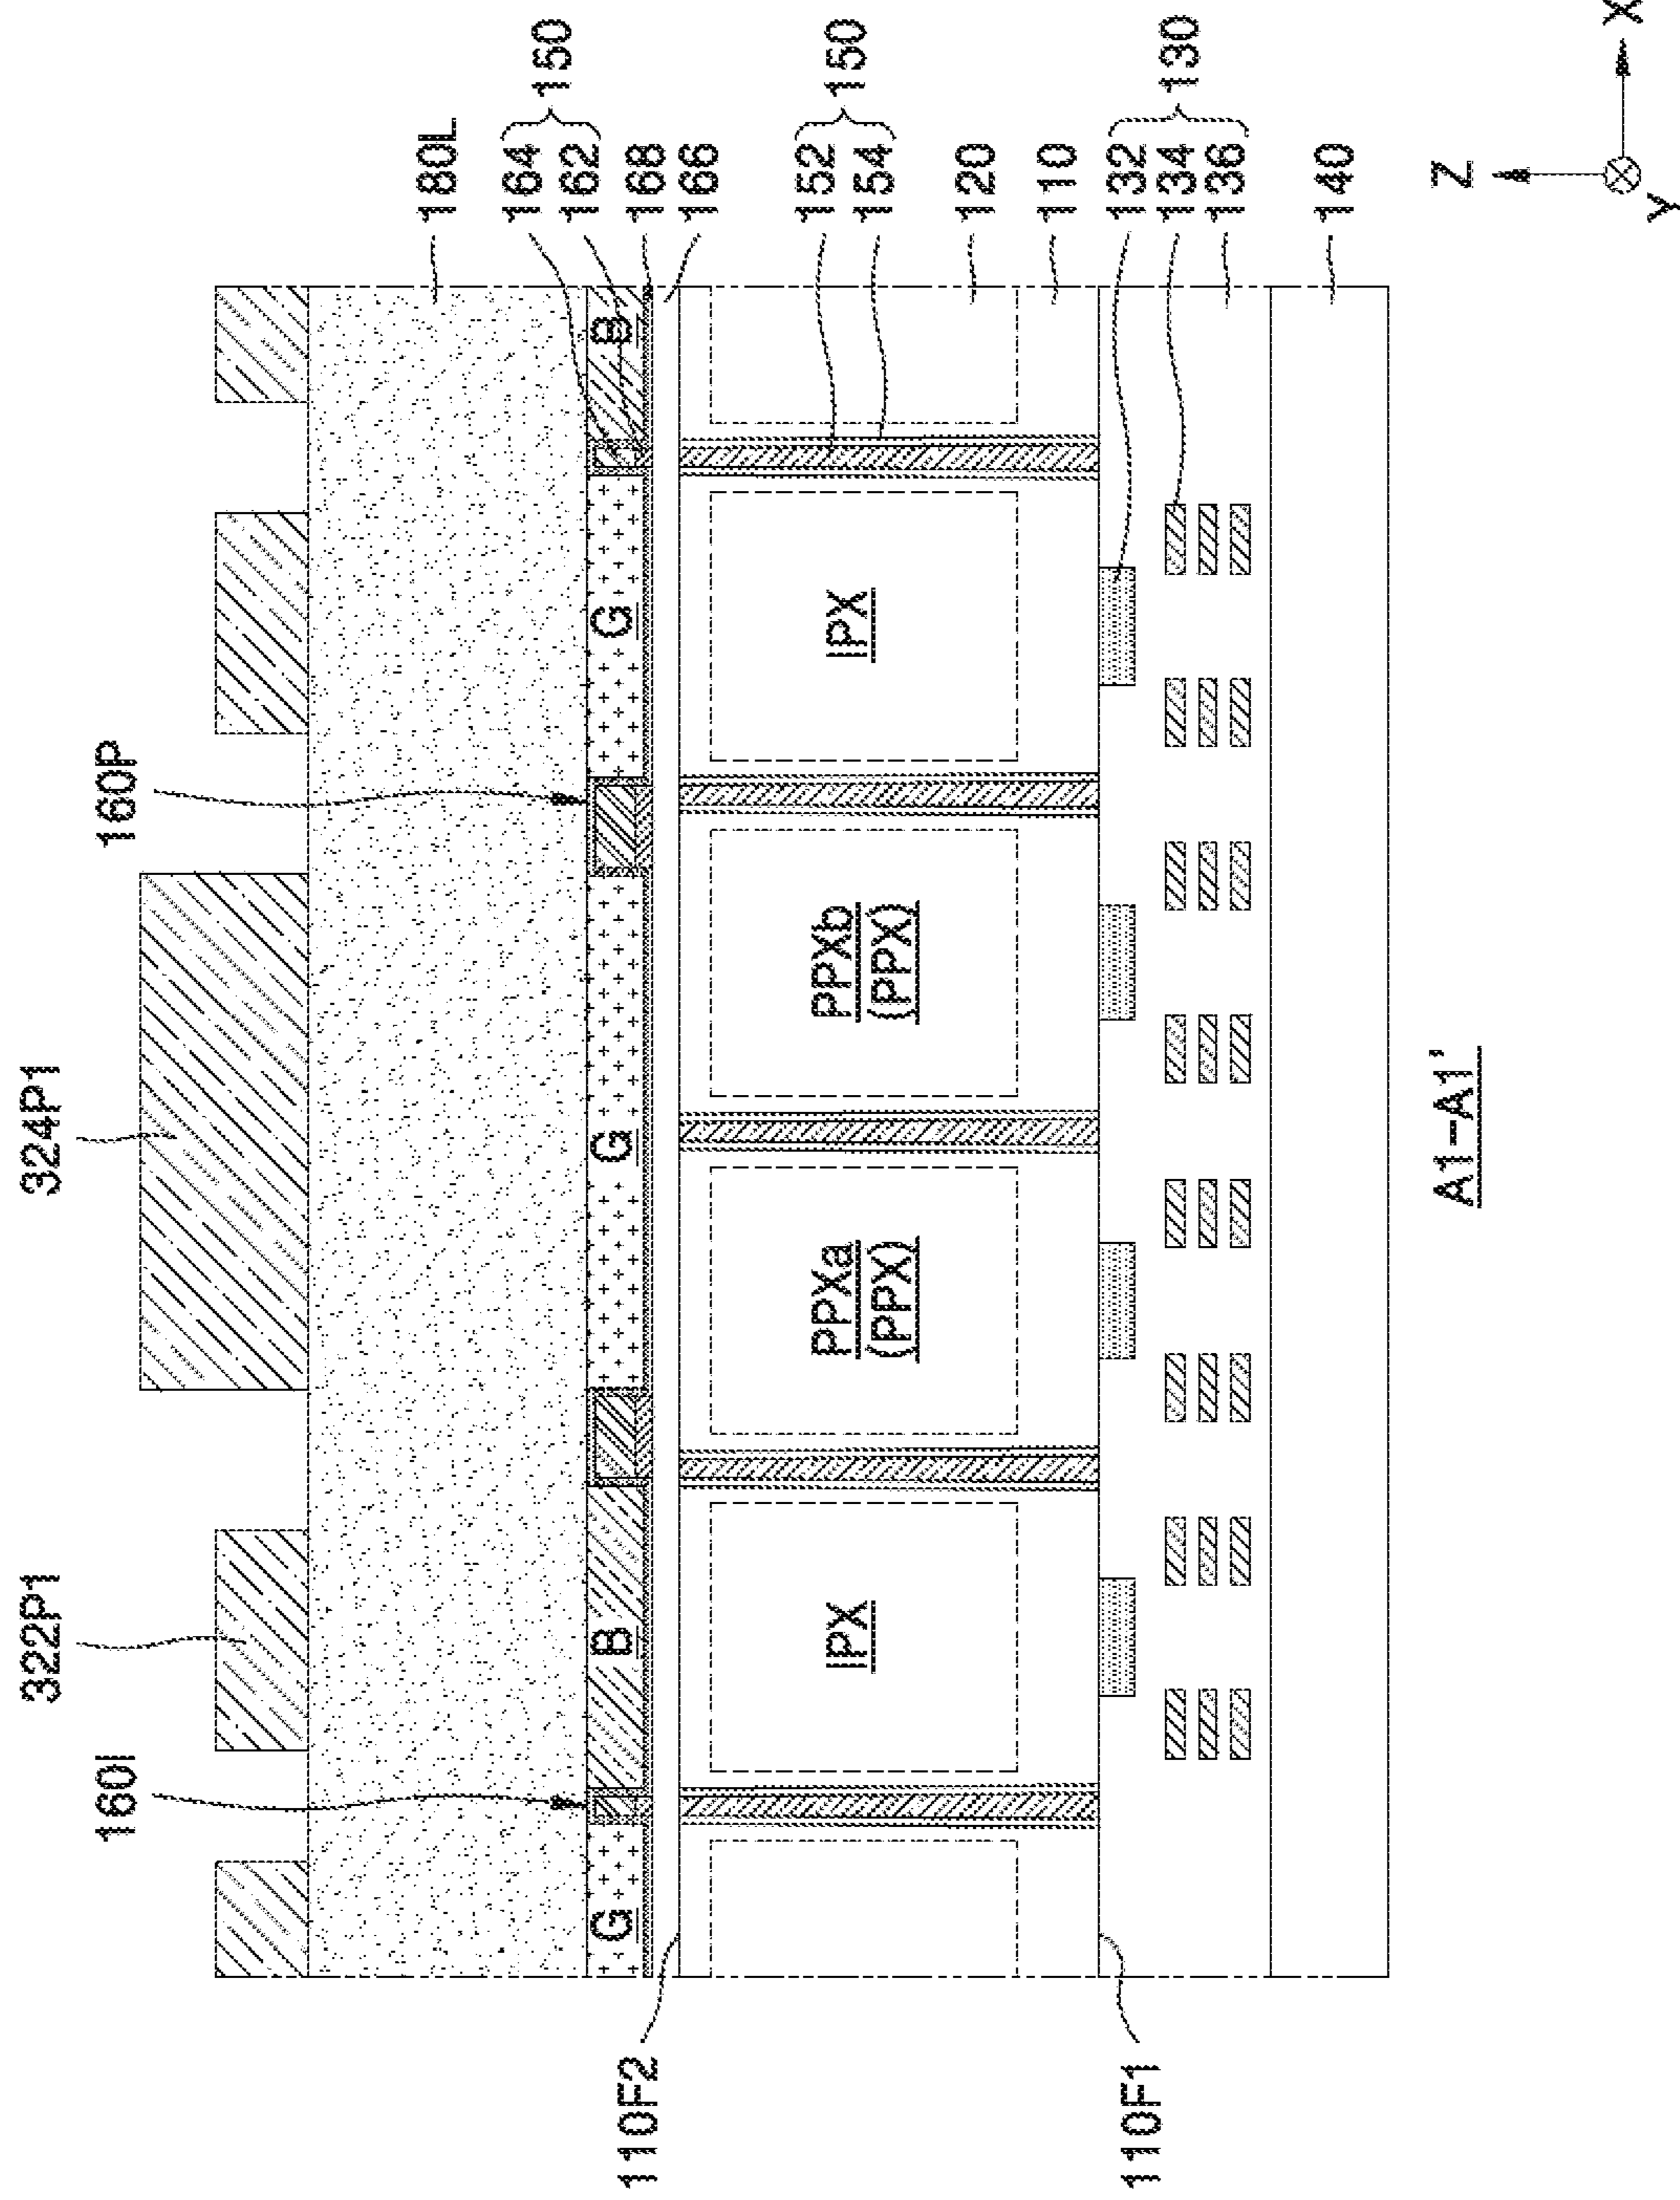 322P1
324P1
160I
160P
180L
164
162
150
168
166
152
154
150
120
110
132
134
136
130
140
G
B
G
G
B
IPX
PPXa
(PPX)
PPXb
(PPX)
IPX
110F2
110F1
A1-A1'
Z
Y
X